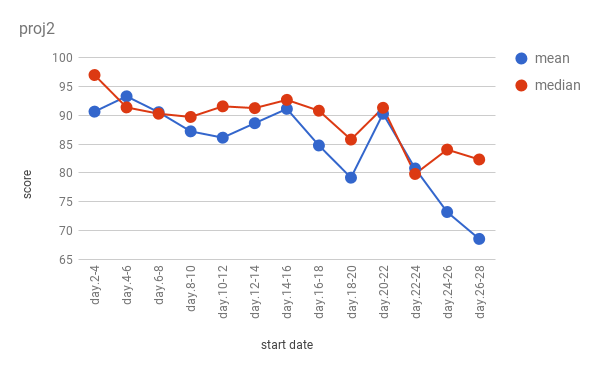 proj2
mean
median
score
100
95
90
85
80
75
70
65
day.2-4
day.4-6
day.6-8
day.8-10
day.10-12
day.12-14
day.14-16
day.16-18
day.18-20
day.20-22
day.22-24
day.24-26
day.26-28
start date